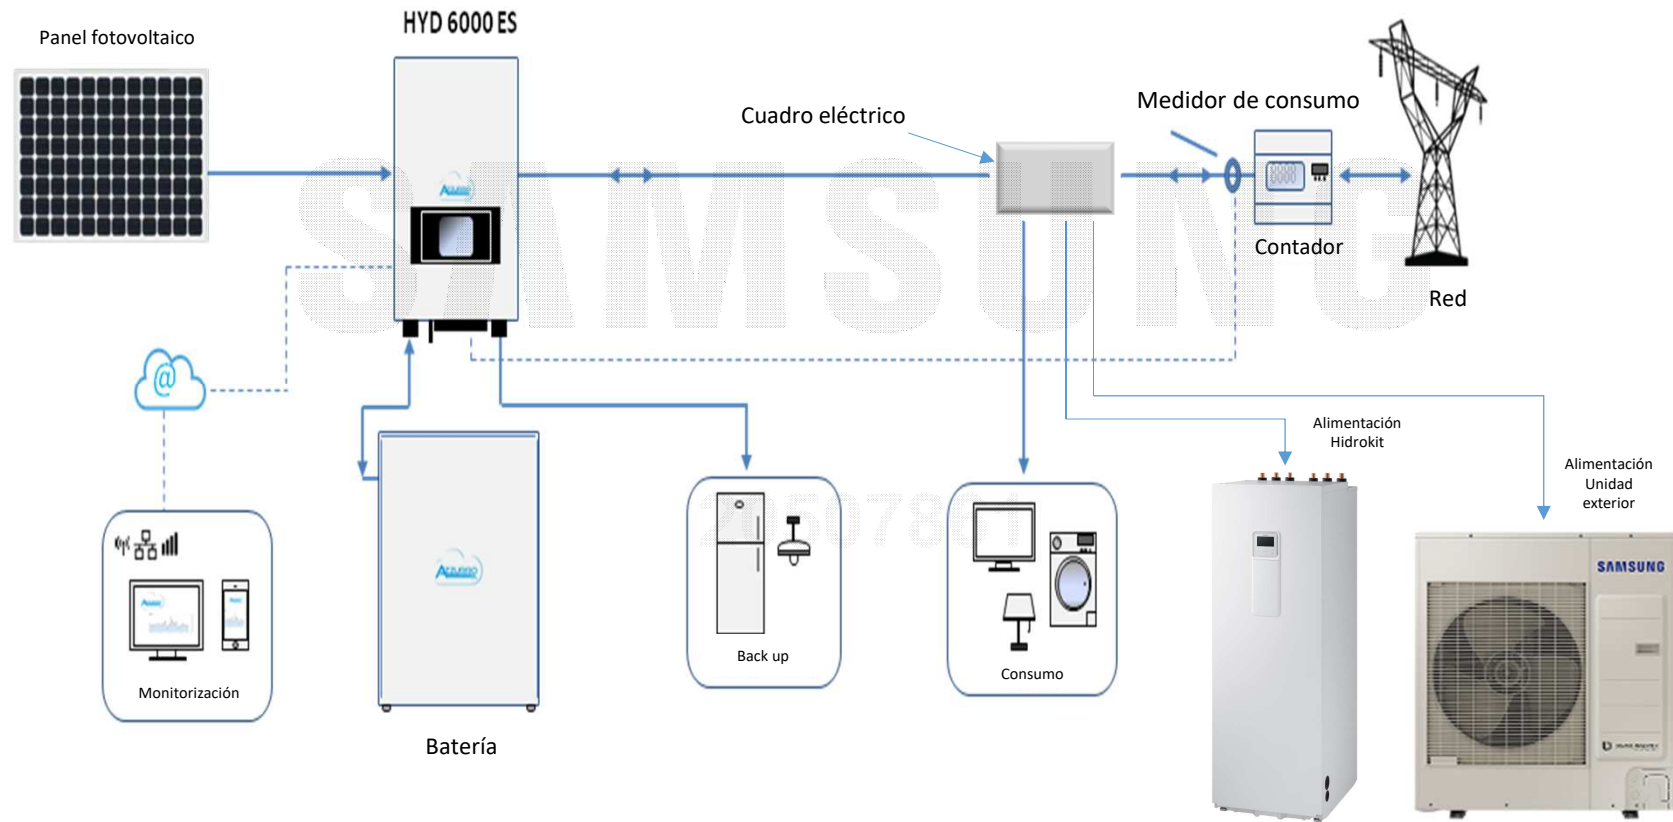 HYD 6000 ES
Panel fotovoltaico
Cuadro eléctrico
Medidor de consumo
Contador
Red
SAMSUNG
@
Alimentación
Hidrokit
Alimentación
Unidad
exterior
Monitorización
Batería
AZZURRO
Back up
Consumo
SAMSUNG